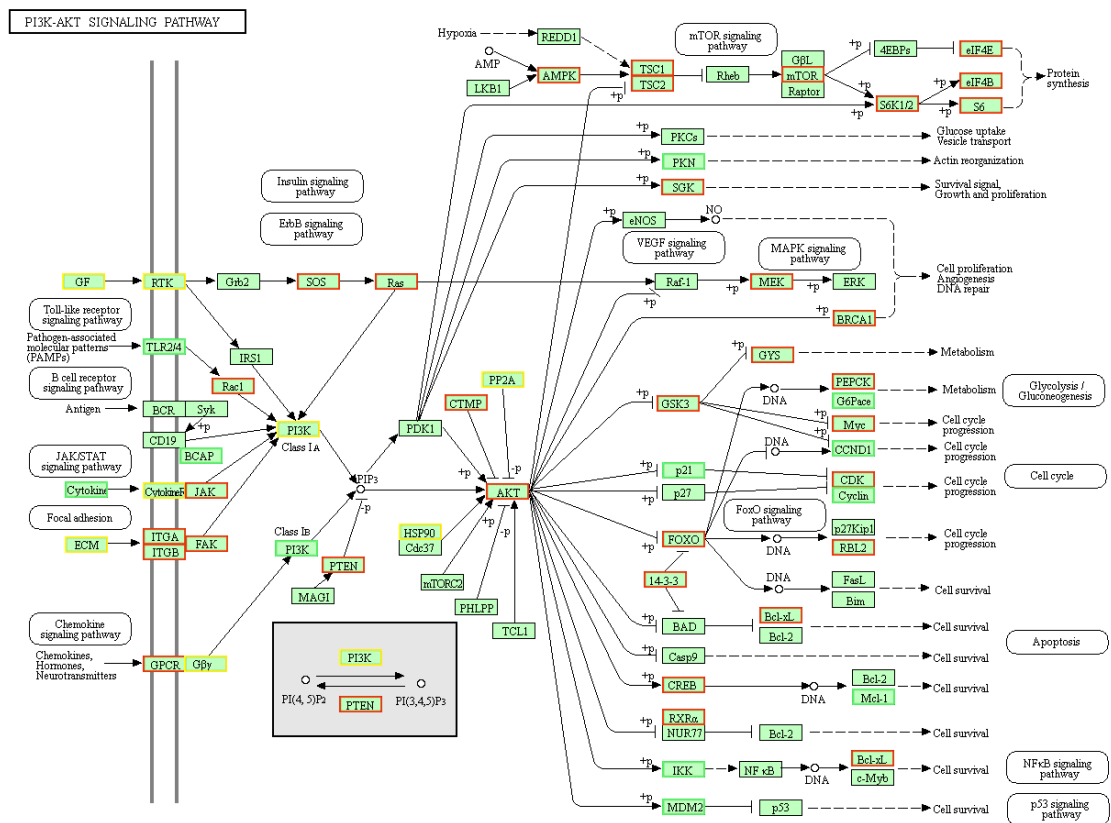 PI3K-AKT SIGNALING PATHWAY
Hypoxia
REDD1
mTOR signaling
pathway
AMP
LKB1
AMPK
TSC1
TSC2
+p
Rheb
GβL
mTOR
Raptor
+p
4EBPs
eIF4E
eIF4B
+p
S6K1/2
+p
+p
S6
Protein
synthesis
+p
PKCs
Glucose uptake
Vesicle transport
+p
PKN
Actin reorganization
+p
SGK
Survival signal,
Growth and proliferation
Insulin signaling
pathway
ErbB signaling
pathway
+p
eNOS
NO
VEGF signaling
pathway
MAPK signaling
pathway
GF
RTK
Grb2
SOS
Ras
Raf-1
+p
MEK
+p
ERK
+p
Cell proliferation
Angiogenesis
DNA repair
+p
BRCA1
Toll-like receptor
signaling pathway
Pathogen-associated
molecular patterns
(PAMPs)
TLR2/4
IRS1
Rac1
B cell receptor
signaling pathway
Antigen
BCR
Syk
+p
CD19
BCAP
PI3K
Class IA
PP2A
CTMP
PDK1
+p
-p
+p
GYS
Metabolism
+p
GSK3
DNA
PEPCK
G6Pace
Metabolism
Glycolysis /
Gluconeogenesis
+p
Myc
Cell cycle
progression
DNA
+p
CCND1
Cell cycle
progression
JAK/STAT
signaling pathway
Cytokine
CytokineR
JAK
PIP3
-p
AKT
+p
p21
+p
p27
CDK
Cyclin
Cell cycle
progression
Cell cycle
Focal adhesion
ECM
ITGA
ITGB
FAK
Class IB
PI3K
PTEN
MAGI
HSP90
Cdc37
+p
-p
mTORC2
PHLPP
TCL1
FoxO signaling
pathway
+p
FOXO
DNA
p27Kip1
RBL2
Cell cycle
progression
14-3-3
DNA
FasL
Bim
Cell survival
Chemokine
signaling pathway
Chemokines,
Hormones,
Neurotransmitters
GPCR
Gβγ
PI3K
PI(4, 5)P2
PI(3,4,5)P3
PTEN
+p
BAD
Bcl-xL
Bcl-2
Cell survival
Apoptosis
+p
Casp9
Cell survival
+p
CREB
DNA
Bcl-2
Mcl-1
Cell survival
+p
RXRα
NUR77
Bcl-2
Cell survival
+p
IKK
NFκB
DNA
Bcl-xL
c-Myb
Cell survival
NFκB signaling
pathway
+p
MDM2
p53
Cell survival
p53 signaling
pathway